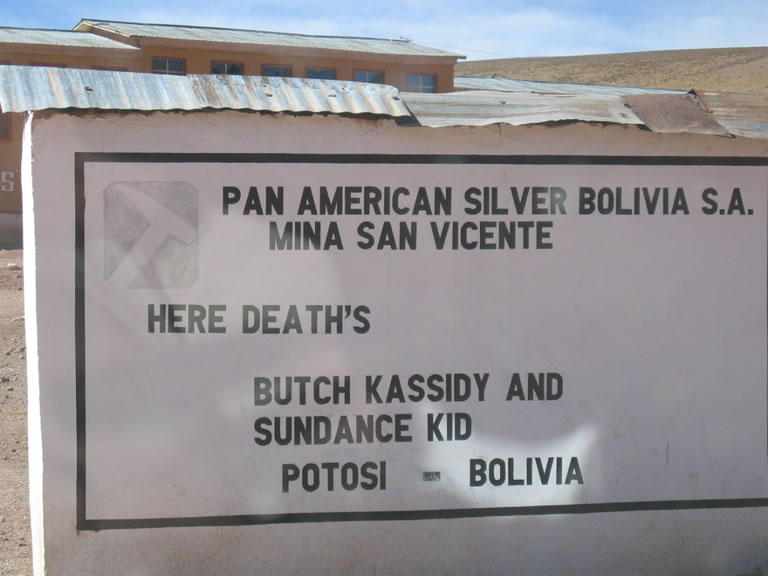 PAN AMERICAN SILVER BOLIVIA S.A.
MINA SAN VICENTE
HERE DEATH'S
BUTCH KASSIDY AND
SUNDANCE KID
POTOSI - BOLIVIA
S